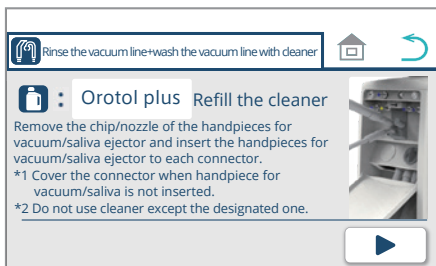 Rinse the vacuum line+wash the vacuum line with cleaner
: Orotol plus Refill the cleaner
Remove the chip/nozzle of the handpieces for
vacuum/saliva ejector and insert the handpieces for
vacuum/saliva ejector to each connector.
*1 Cover the connector when handpiece for
vacuum/saliva is not inserted.
*2 Do not use cleaner except the designated one.